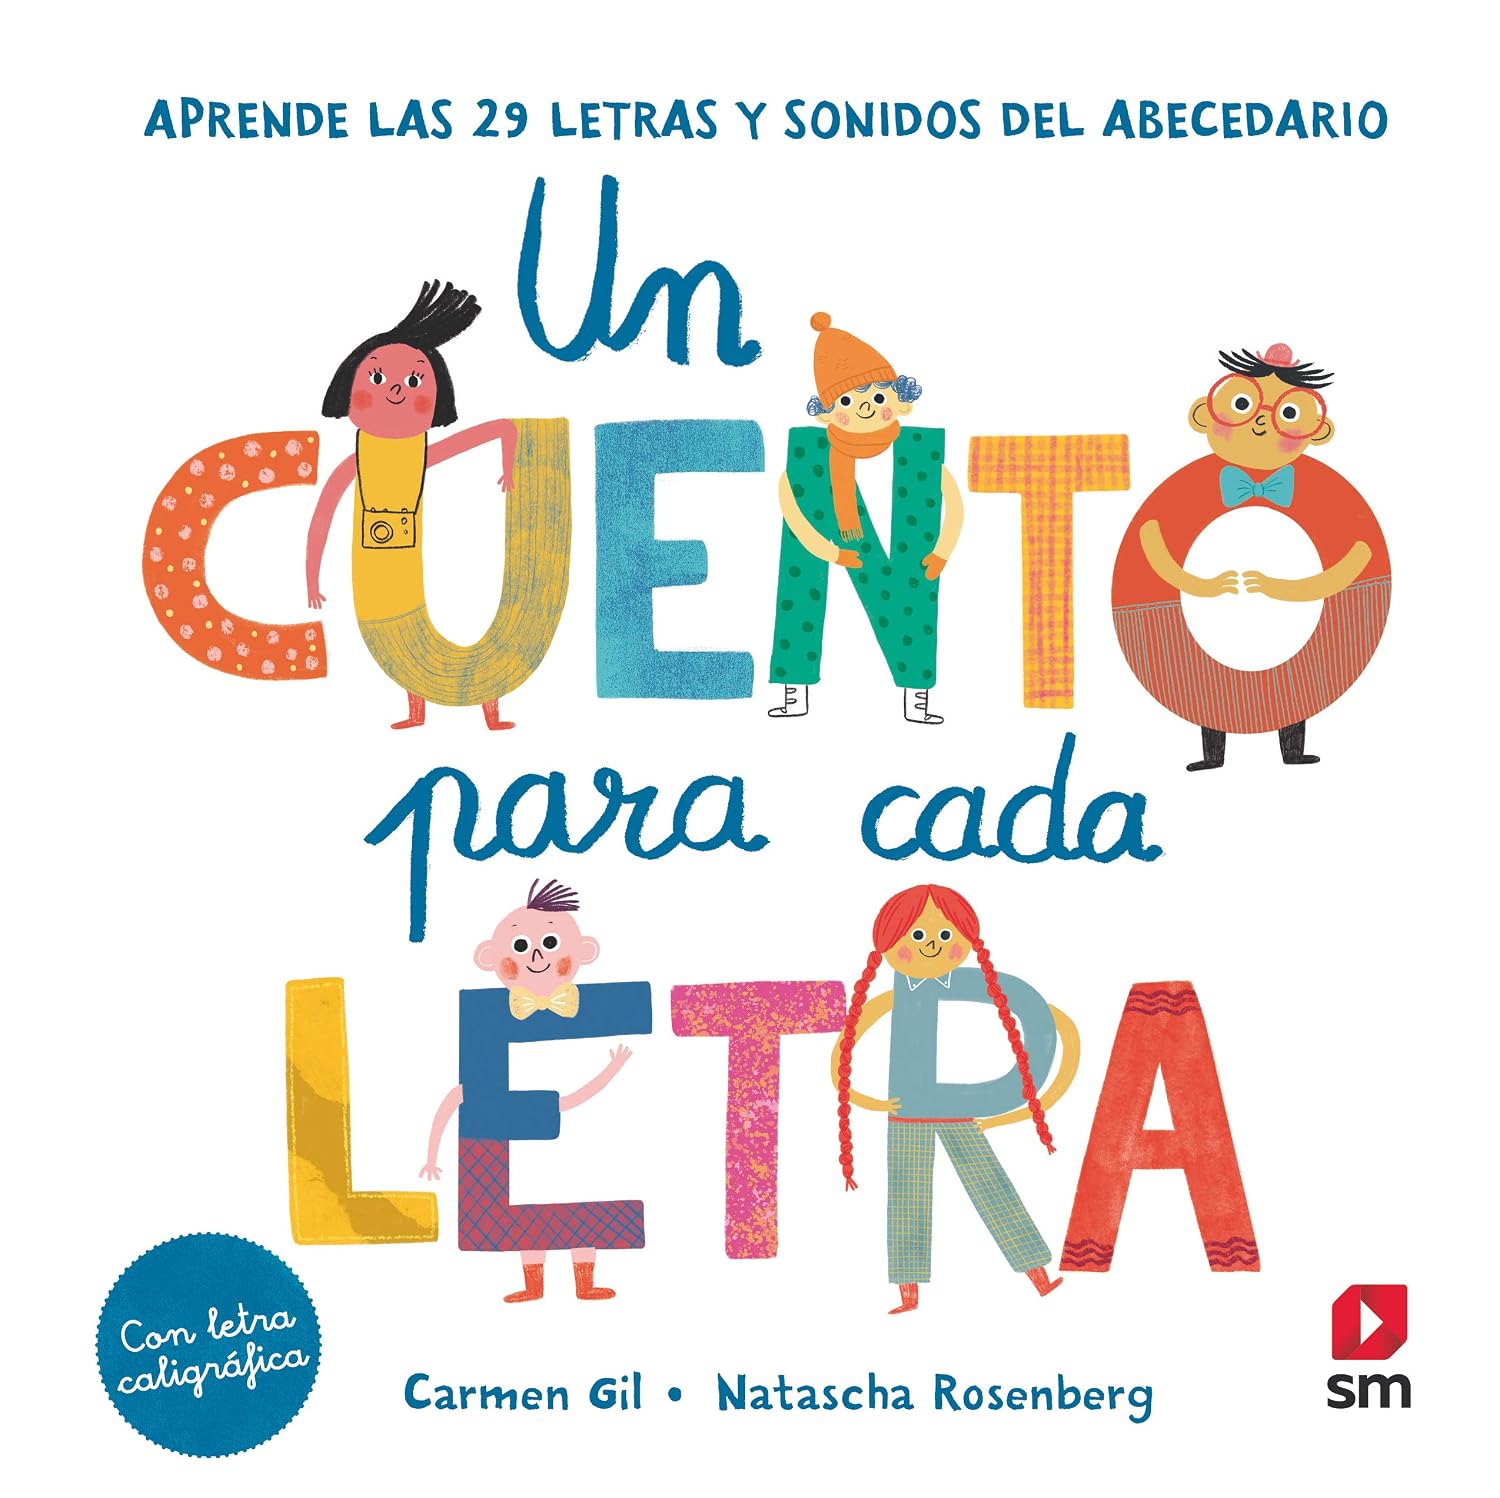 APRENDE LAS 29 LETRAS Y SONIDOS DEL ABECEDARIO
Un
CUENTO
para cada
LETRA
Con letra
caligráfica
Carmen Gil • Natascha Rosenberg
sm